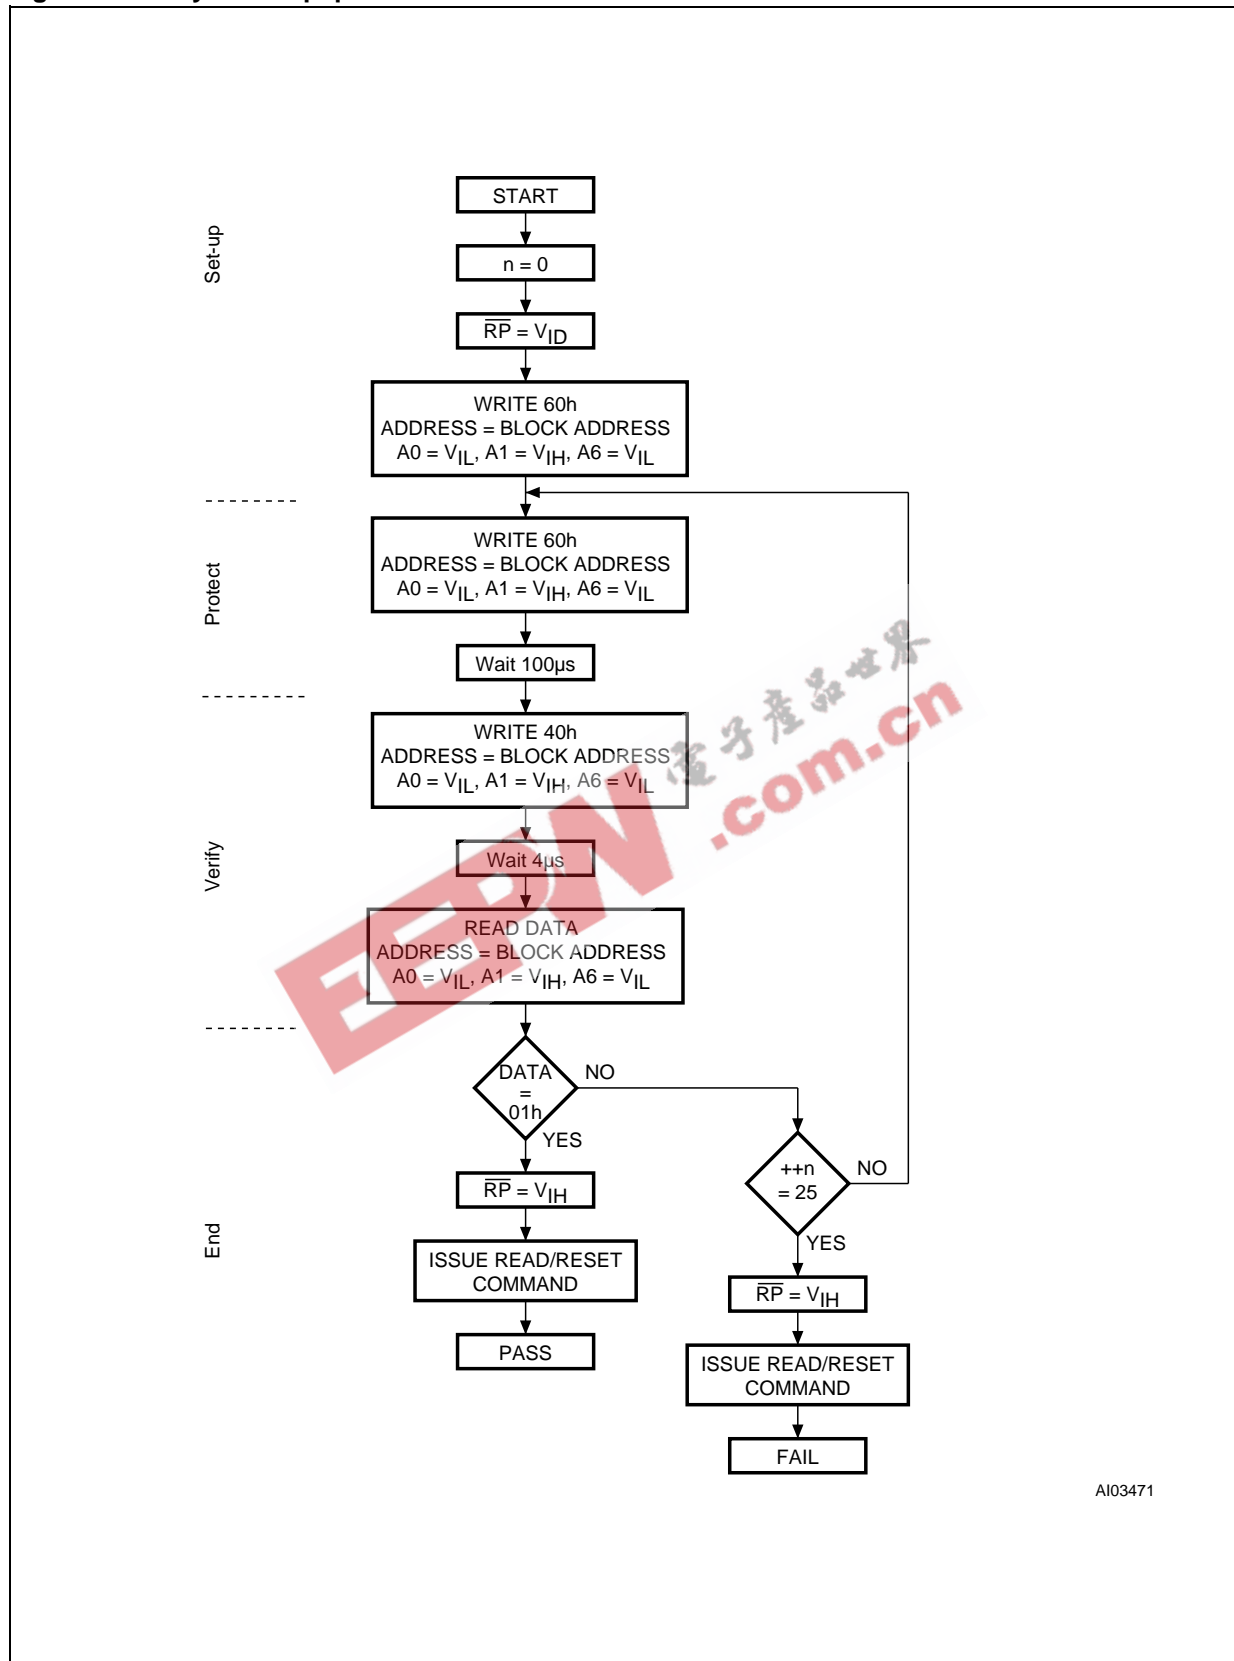 START
Set-up
n = 0
RP = VID
WRITE 60h
ADDRESS = BLOCK ADDRESS
A0 = VIL, A1 = VIH, A6 = VIL
Protect
WRITE 60h
ADDRESS = BLOCK ADDRESS
A0 = VIL, A1 = VIH, A6 = VIL
Wait 100µs
Verify
WRITE 40h
ADDRESS = BLOCK ADDRESS
A0 = VIL, A1 = VIH, A6 = VIL
Wait 4µs
READ DATA
ADDRESS = BLOCK ADDRESS
A0 = VIL, A1 = VIH, A6 = VIL
EEPW
.com.cn
電子産品世界
End
DATA
=
01h
NO
YES
++n
= 25
NO
YES
RP = VIH
ISSUE READ/RESET
COMMAND
PASS
RP = VIH
ISSUE READ/RESET
COMMAND
FAIL
AI03471